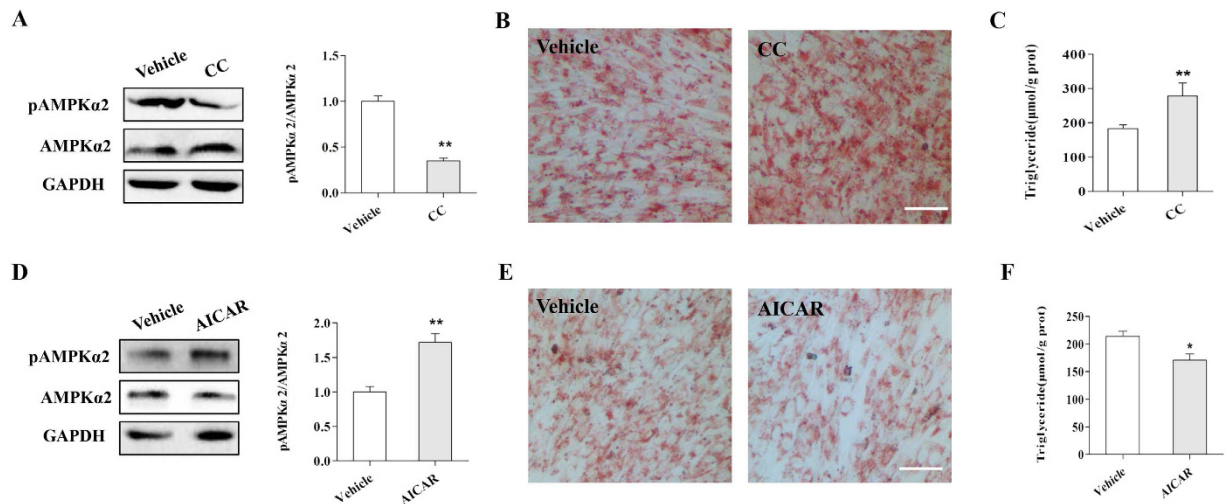 A
Vehicle
CC
pAMPKα2
AMPKα2
GAPDH
pAMPKα 2/AMPKα 2
1.5
1.0
0.5
0.0
**
Vehicle
CC
B
Vehicle
CC
C
Triglyceride(μmol/g prot)
400
300
200
100
0
**
Vehicle
CC
D
Vehicle
AICAR
pAMPKα2
AMPKα2
GAPDH
pAMPKα 2/AMPKα 2
2.0
1.5
1.0
0.5
0.0
**
Vehicle
AICAR
E
Vehicle
AICAR
F
Triglyceride(μmol/g prot)
250
200
150
100
50
0
*
Vehicle
AICAR